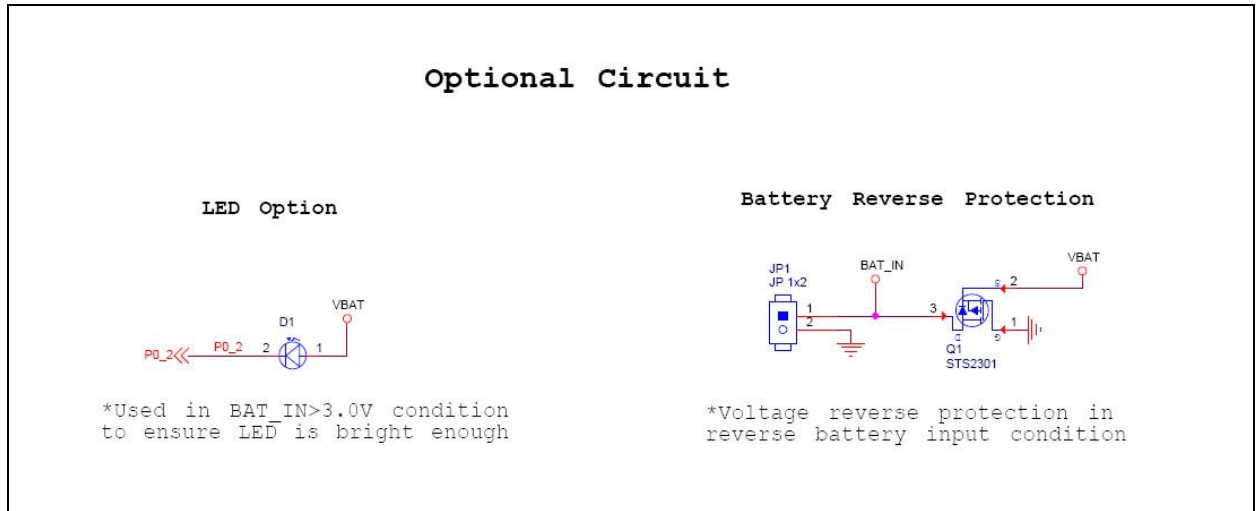 Optional Circuit
LED Option
Battery Reverse Protection
VBAT
D1
P0_2
P0_2
2
1
*Used in BAT_IN>3.0V condition
to ensure LED is bright enough
JP1
JP 1x2
BAT_IN
VBAT
1
2
3
S
2
D
G
1
Q1
STS2301
*Voltage reverse protection in
reverse battery input condition